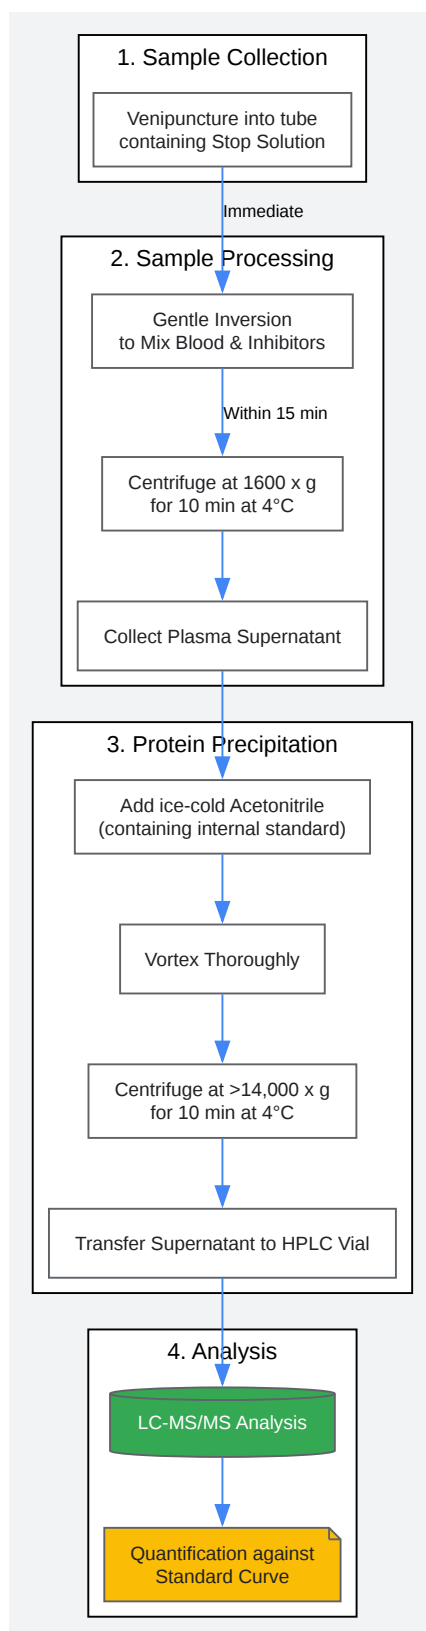 1. Sample Collection
Venipuncture into tube
containing Stop Solution
Immediate
2. Sample Processing
Gentle Inversion
to Mix Blood & Inhibitors
Within 15 min
Centrifuge at 1600 x g
for 10 min at 4°C
Collect Plasma Supernatant
3. Protein Precipitation
Add ice-cold Acetonitrile
(containing internal standard)
Vortex Thoroughly
Centrifuge at >14,000 x g
for 10 min at 4°C
Transfer Supernatant to HPLC Vial
4. Analysis
LC-MS/MS Analysis
Quantification against
Standard Curve